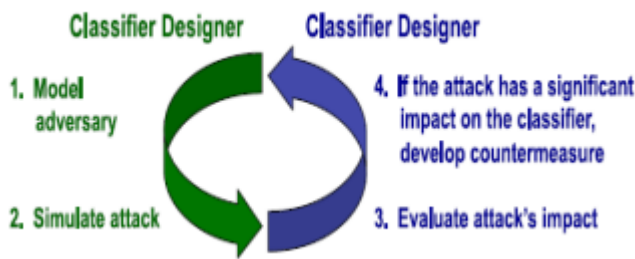 Classifier Designer
Classifier Designer
1. Model
adversary
2. Simulate attack
4. If the attack has a significant
impact on the classifier,
develop countermeasure
3. Evaluate attack's impact